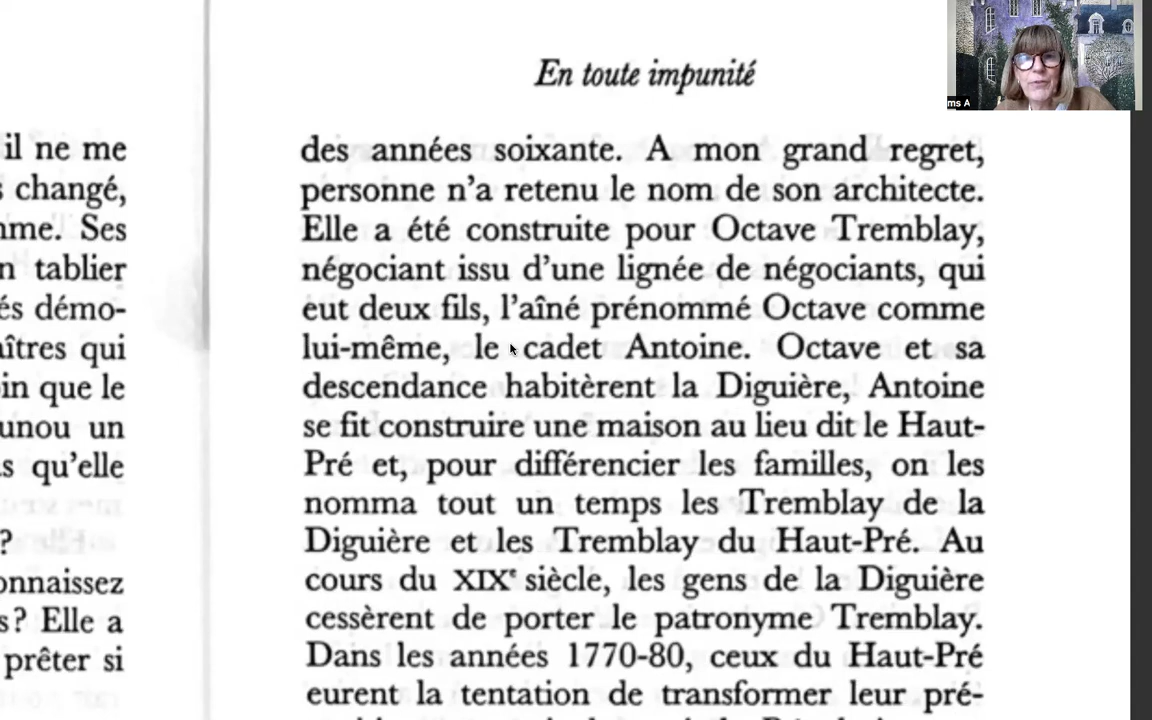 il ne me
changé,
Ses
tablier
démo-
qui
que le
un
qu'elle
?
? Elle a
prêter si
En toute impunité
des années soixante. A mon grand regret,
personne n'a retenu le nom de son architecte.
Elle a été construite pour Octave Tremblay,
négociant issu d'une lignée de négociants, qui
eut deux fils, l'aîné prénommé Octave comme
lui-même, le cadet Antoine. Octave et sa
descendance habitèrent la Diguière, Antoine
se fit construire une maison au lieu dit le Haut-
Pré et, pour différencier les familles, on les
nomma tout un temps les Tremblay de la
Diguière et les Tremblay du Haut-Pré. Au
cours du XIXe siècle, les gens de la Diguière
cessèrent de porter le patronyme Tremblay.
Dans les années 1770-80, ceux du Haut-Pré
eurent la tentation de transformer leur pré-
ms A